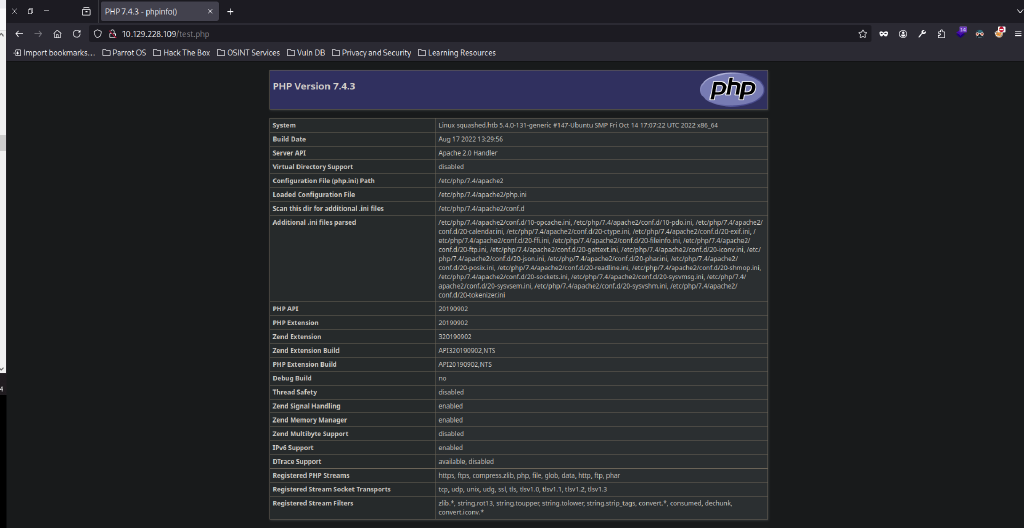 PHP 7.4.3 - phpinfo()
10.129.228.109/test.php
18
Import bookmarks... Parrot OS Hack The Box OSINT Services Vuln DB Privacy and Security Learning Resources
PHP Version 7.4.3
php
System Linux squashed.htb 5.4.0-131-generic #147-Ubuntu SMP Fri Oct 14 17:07:22 UTC 2022 x86_64
Build Date Aug 17 2022 13:29:56
Server API Apache 2.0 Handler
Virtual Directory Support disabled
Configuration File (php.ini) Path /etc/php/7.4/apache2
Loaded Configuration File /etc/php/7.4/apache2/php.ini
Scan this dir for additional .ini files /etc/php/7.4/apache2/conf.d
Additional .ini files parsed /etc/php/7.4/apache2/conf.d/10-opcache.ini, /etc/php/7.4/apache2/conf.d/10-pdo.ini, /etc/php/7.4/apache2/
conf.d/20-calendar.ini, /etc/php/7.4/apache2/conf.d/20-ctype.ini, /etc/php/7.4/apache2/conf.d/20-exif.ini, /
etc/php/7.4/apache2/conf.d/20-ffi.ini, /etc/php/7.4/apache2/conf.d/20-fileinfo.ini, /etc/php/7.4/apache2/
conf.d/20-ftp.ini, /etc/php/7.4/apache2/conf.d/20-gettext.ini, /etc/php/7.4/apache2/conf.d/20-iconv.ini, /etc/
php/7.4/apache2/conf.d/20-json.ini, /etc/php/7.4/apache2/conf.d/20-phar.ini, /etc/php/7.4/apache2/
conf.d/20-posix.ini, /etc/php/7.4/apache2/conf.d/20-readline.ini, /etc/php/7.4/apache2/conf.d/20-shmop.ini,
/etc/php/7.4/apache2/conf.d/20-sockets.ini, /etc/php/7.4/apache2/conf.d/20-sysvmsg.ini, /etc/php/7.4/
apache2/conf.d/20-sysvsem.ini, /etc/php/7.4/apache2/conf.d/20-sysvshm.ini, /etc/php/7.4/apache2/
conf.d/20-tokenizer.ini
PHP API 20190902
PHP Extension 20190902
Zend Extension 320190902
Zend Extension Build API320190902,NTS
PHP Extension Build API20190902,NTS
Debug Build no
Thread Safety disabled
Zend Signal Handling enabled
Zend Memory Manager enabled
Zend Multibyte Support disabled
IPv6 Support enabled
DTrace Support available, disabled
Registered PHP Streams https, ftps, compress.zlib, php, file, glob, data, http, ftp, phar
Registered Stream Socket Transports tcp, udp, unix, udg, ssl, tls, tlsv1.0, tlsv1.1, tlsv1.2, tlsv1.3
Registered Stream Filters zlib.*, string.rot13, string.toupper, string.tolower, string.strip_tags, convert.*, consumed, dechunk,
convert.iconv.*